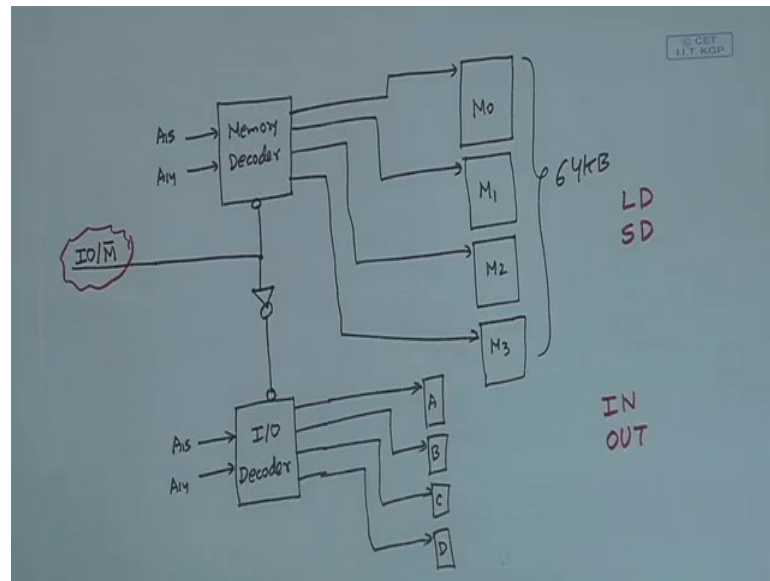 © CET
I.I.T. KGP
A15
A14
Memory
Decoder
M0
M1
M2
M3
64KB
LD
SD
IO/M̅
A15
A14
I/O
Decoder
A
B
C
D
IN
OUT